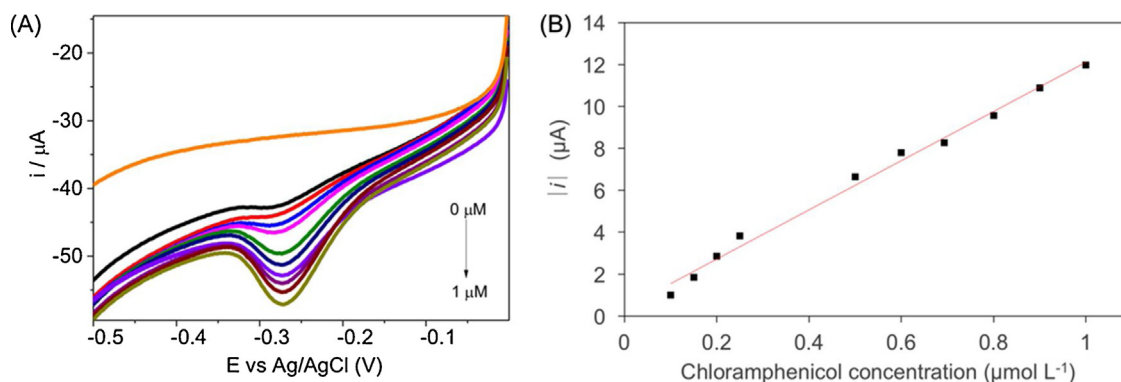 (A)
-20
-30
-40
-50
i / μA
-0.5 -0.4 -0.3 -0.2 -0.1
E vs Ag/AgCl (V)
0 μM
1 μM
(B)
14
12
10
8
6
4
2
0
|i| (μA)
0 0.2 0.4 0.6 0.8 1
Chloramphenicol concentration (μmol L⁻¹)